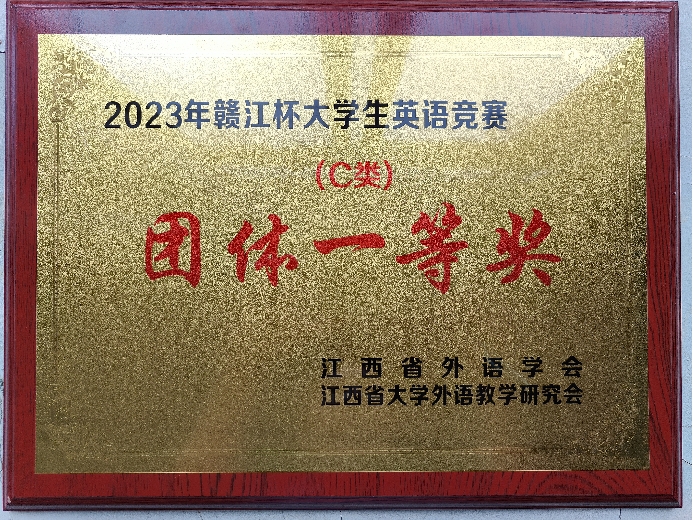 2023年赣江杯大学生英语竞赛
(C类)
团体一等奖
江西省外语学会
江西省大学外语教学研究会